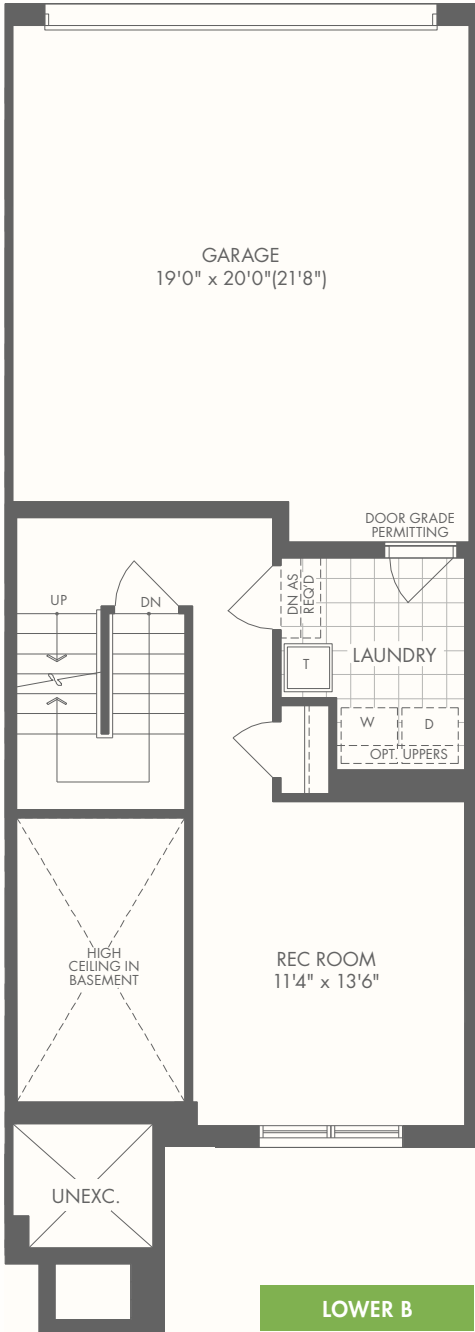 GARAGE
19'0" x 20'0"(21'8")
DOOR GRADE
PERMITTING
UP
DN
DN AS
REQ'D
T
LAUNDRY
W
D
OPT. UPPERS
HIGH
CEILING IN
BASEMENT
REC ROOM
11'4" x 13'6"
UNEXC.
LOWER B